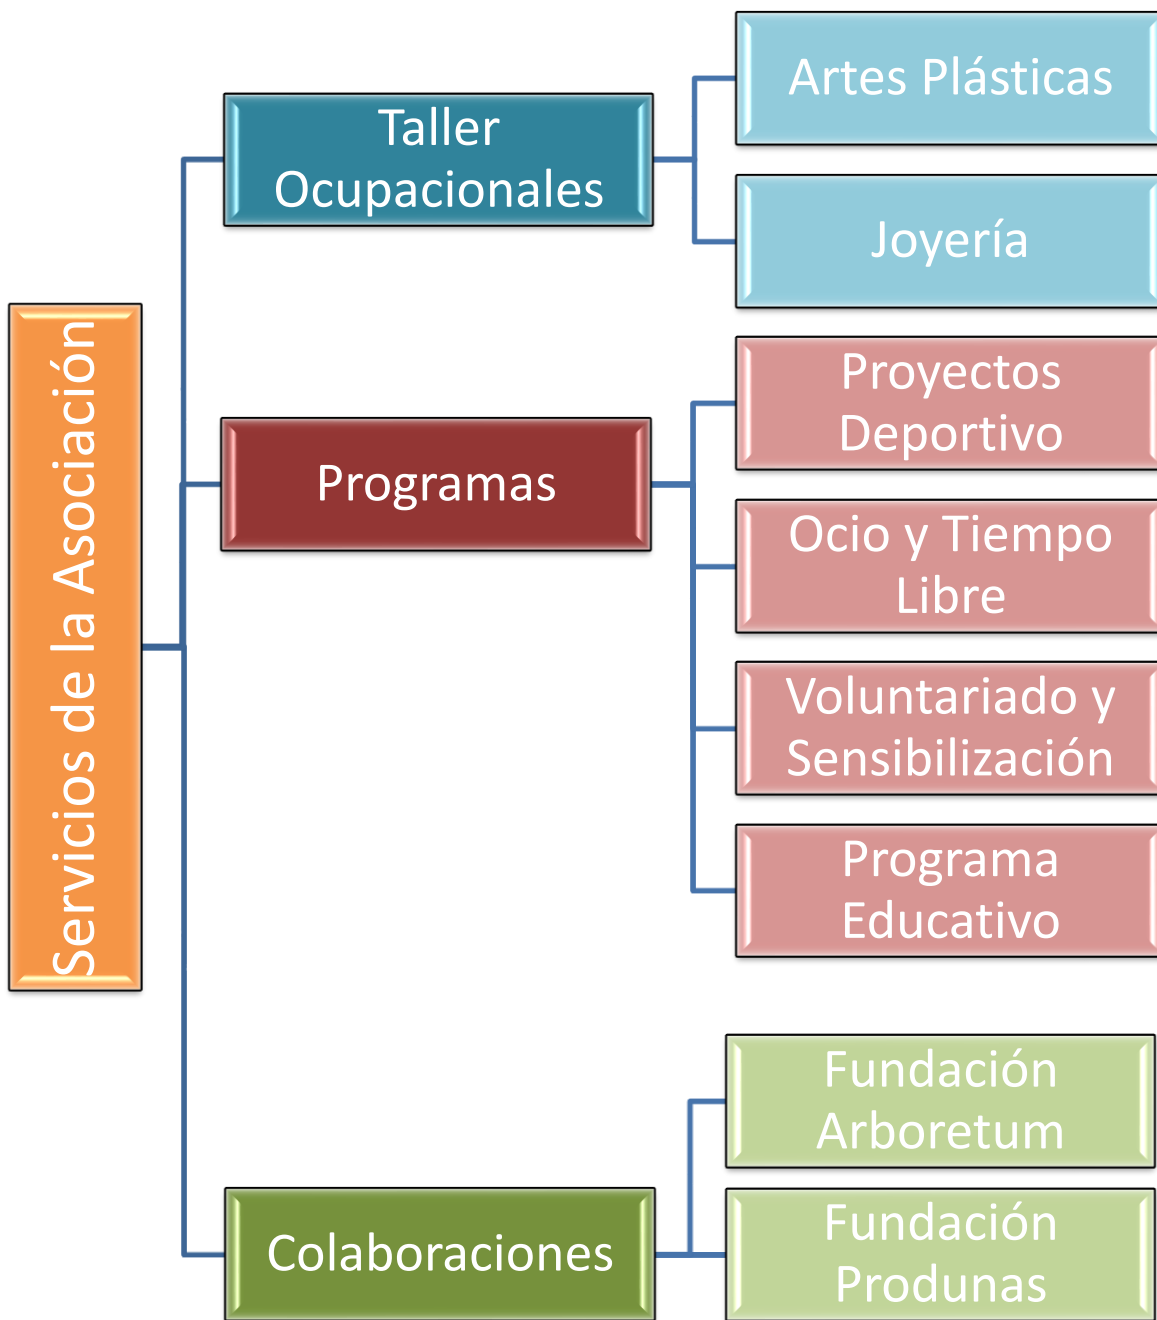 Servicios de la Asociación
Taller
Ocupacionales
Artes Plásticas
Joyería
Programas
Proyectos
Deportivo
Ocio y Tiempo
Libre
Voluntariado y
Sensibilización
Programa
Educativo
Colaboraciones
Fundación
Arboretum
Fundación
Produnas